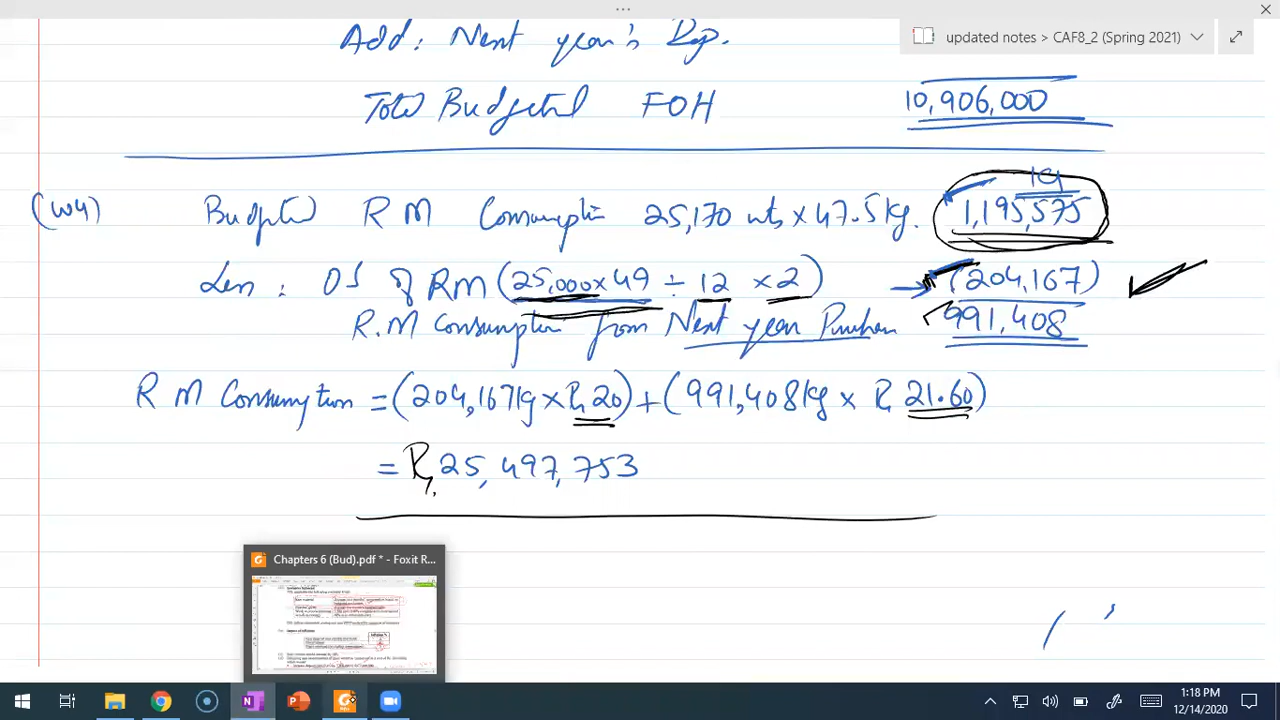 updated notes > CAF8_2 (Spring 2021)
Add: Next year's Dep.
Total Budgeted FOH 10,906,000
(W4) Budgeted RM Consumption 25,170 uts × 47.5kg. 1,195,575
Kg
Less: OS of RM (25,000×49 ÷ 12 ×2) → (204,167)
R.M Consumption from Next year Purchase 991,408
R M Consumption = (204,167kg × Rs 20) + (991,408kg × Rs 21.60)
= Rs. 25,497,753
Chapters 6 (Bud).pdf * - Foxit R...
1:18 PM
12/14/2020